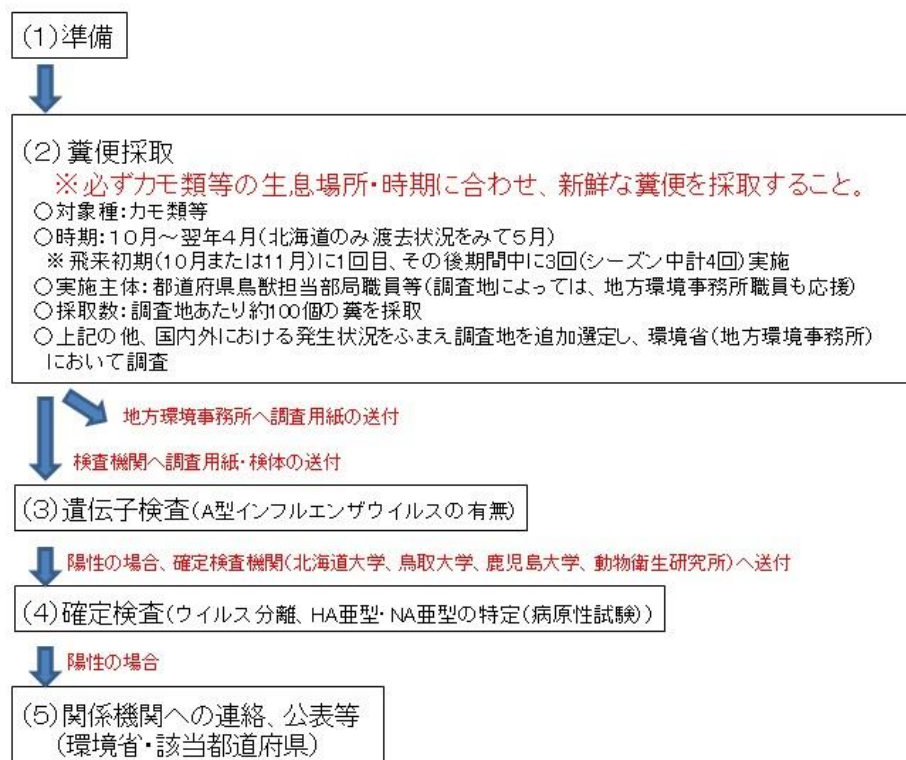 (1)準備
(2)糞便採取
※必ずカモ類等の生息場所・時期に合わせ、新鮮な糞便を採取すること。
○対象種:カモ類等
○時期:10月～翌年4月(北海道のみ渡去状況をみて5月)
※飛来初期(10月または11月)に1回目、その後期間中に3回(シーズン中計4回)実施
○実施主体:都道府県鳥獣担当部局職員等(調査地によっては、地方環境事務所職員も応援)
○採取数:調査地あたり約100個の糞を採取
○上記の他、国内外における発生状況をふまえ調査地を追加選定し、環境省(地方環境事務所)
において調査
地方環境事務所へ調査用紙の送付
検査機関へ調査用紙・検体の送付
(3)遺伝子検査(A型インフルエンザウイルスの有無)
陽性の場合、確定検査機関(北海道大学、鳥取大学、鹿児島大学、動物衛生研究所)へ送付
(4)確定検査(ウイルス分離、HA亜型・NA亜型の特定(病原性試験))
陽性の場合
(5)関係機関への連絡、公表等
(環境省・該当都道府県)